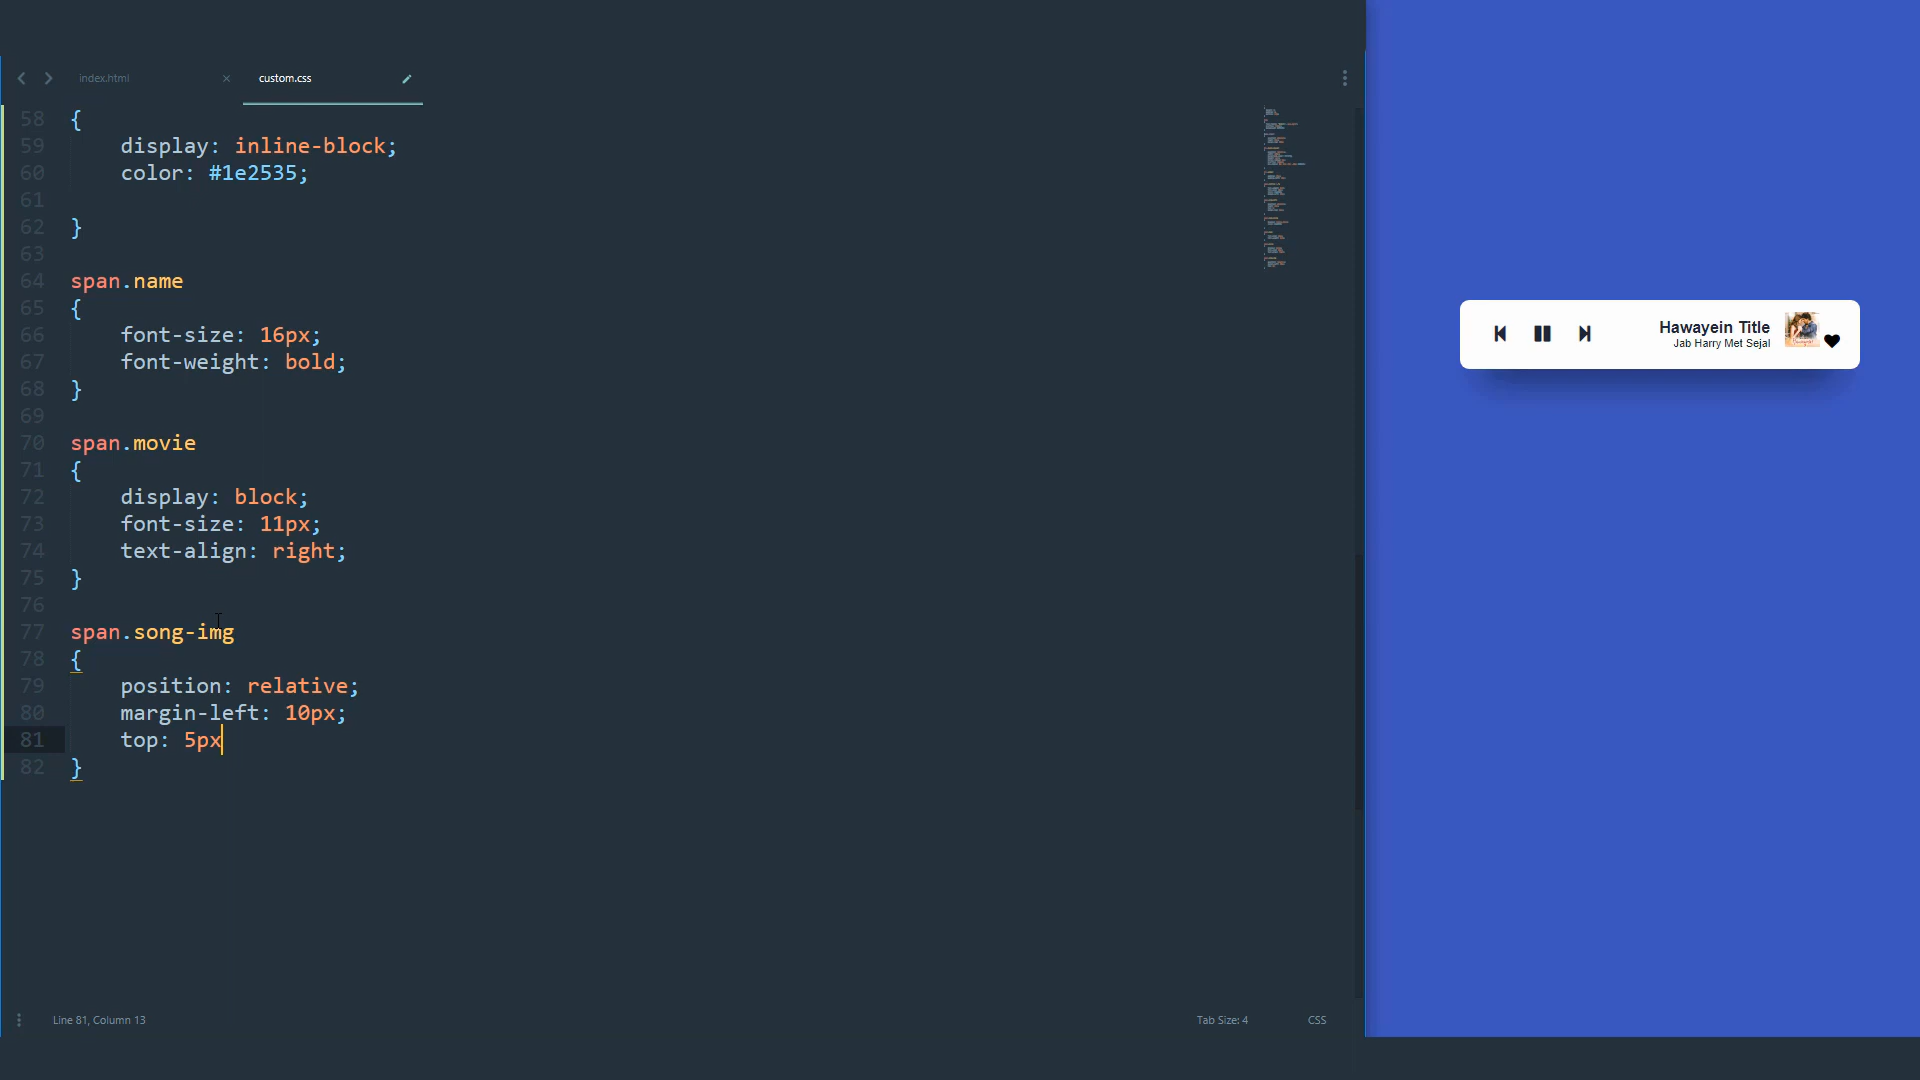 index.html
custom.css
58 {
59 display: inline-block;
60 color: #1e2535;
61
62 }
63
64 span.name
65 {
66 font-size: 16px;
67 font-weight: bold;
68 }
69
70 span.movie
71 {
72 display: block;
73 font-size: 11px;
74 text-align: right;
75 }
76
77 span.song-img
78 {
79 position: relative;
80 margin-left: 10px;
81 top: 5px
82 }
Hawayein Title
Jab Harry Met Sejal
Line 81, Column 13
Tab Size: 4
CSS